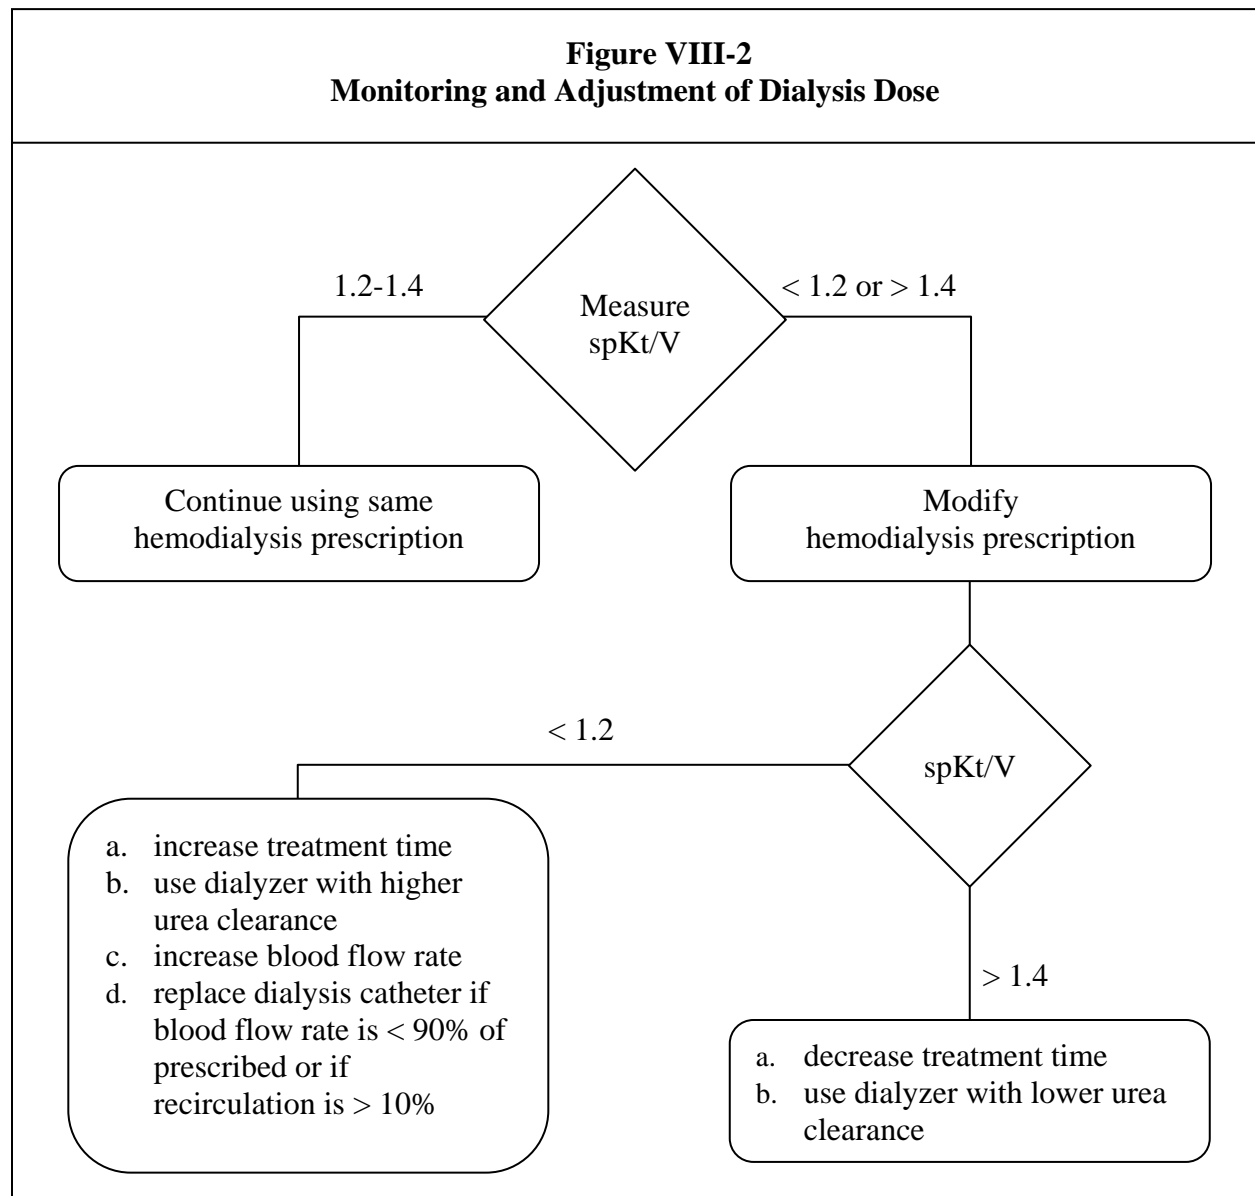 Figure VIII-2
Monitoring and Adjustment of Dialysis Dose
1.2-1.4
< 1.2 or > 1.4
Measure
spKt/V
Continue using same
hemodialysis prescription
Modify
hemodialysis prescription
< 1.2
spKt/V
a. increase treatment time
b. use dialyzer with higher
urea clearance
c. increase blood flow rate
d. replace dialysis catheter if
blood flow rate is < 90% of
prescribed or if
recirculation is > 10%
> 1.4
a. decrease treatment time
b. use dialyzer with lower urea
clearance